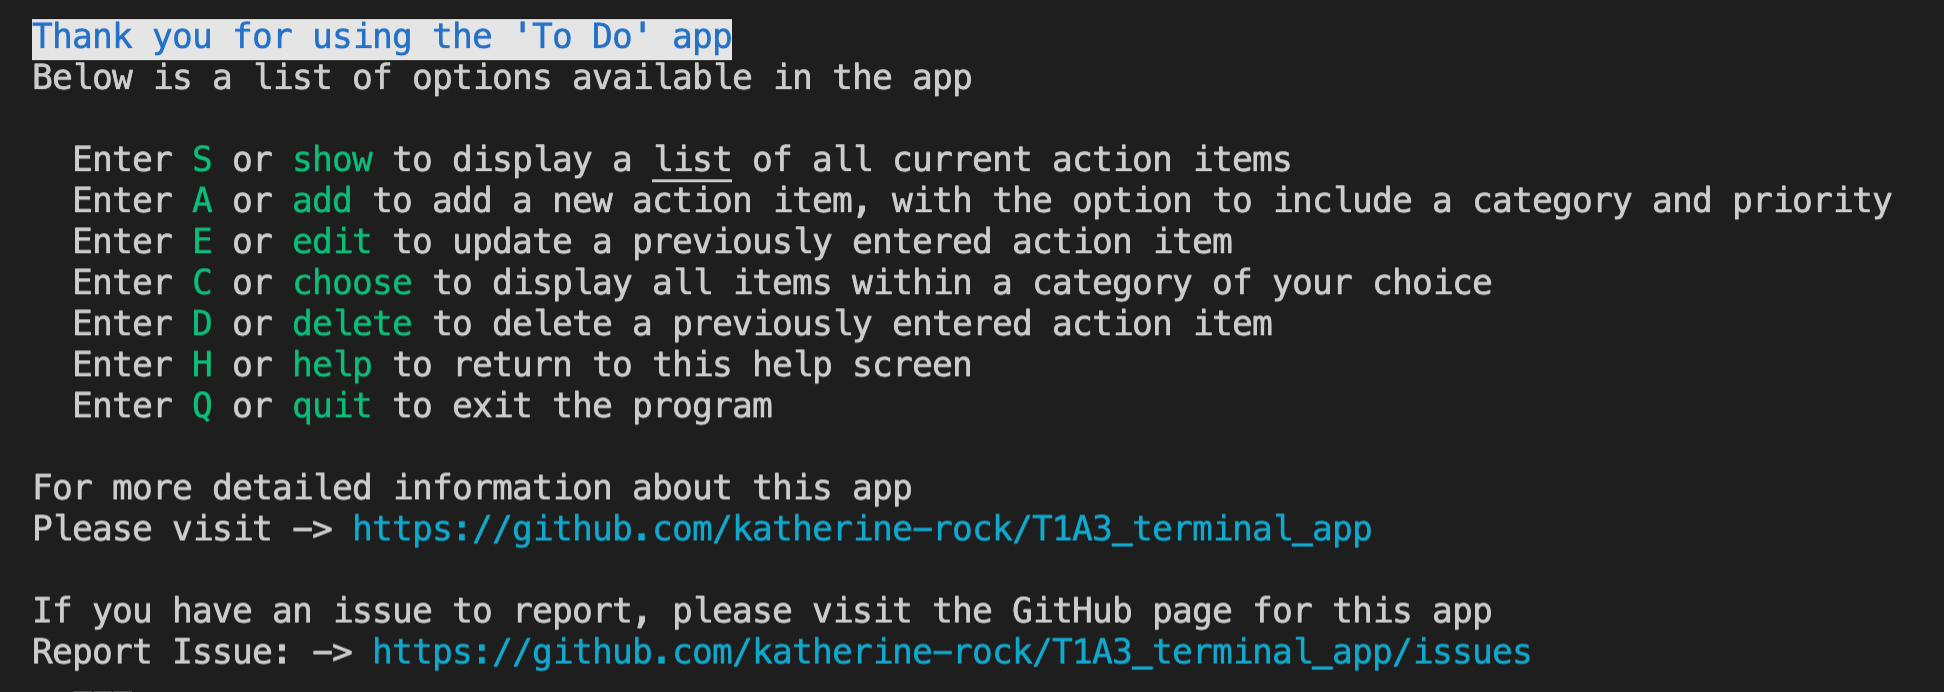 Thank you for using the 'To Do' app
Below is a list of options available in the app
Enter S or show to display a list of all current action items
Enter A or add to add a new action item, with the option to include a category and priority
Enter E or edit to update a previously entered action item
Enter C or choose to display all items within a category of your choice
Enter D or delete to delete a previously entered action item
Enter H or help to return to this help screen
Enter Q or quit to exit the program
For more detailed information about this app
Please visit —> https://github.com/katherine-rock/T1A3_terminal_app
If you have an issue to report, please visit the GitHub page for this app
Report Issue: —> https://github.com/katherine-rock/T1A3_terminal_app/issues